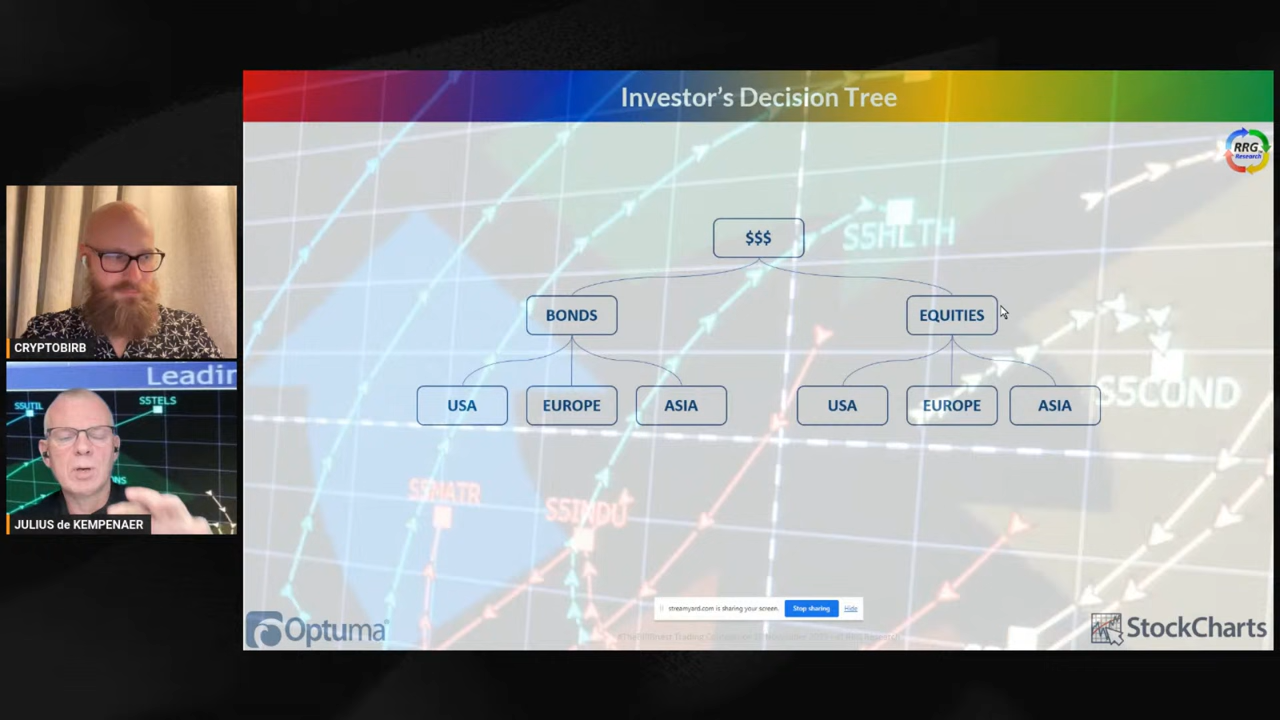 Investor's Decision Tree
RRG
Research
$$$
S5HLTH
BONDS
EQUITIES
USA
EUROPE
ASIA
USA
EUROPE
ASIA
S5COND
S5MATR
S5INDU
CRYPTOBIRB
Leadin
S5UTIL
S5TELS
JULIUS de KEMPENAER
streamyard.com is sharing your screen.
Stop sharing
Hide
Optuma
StockCharts